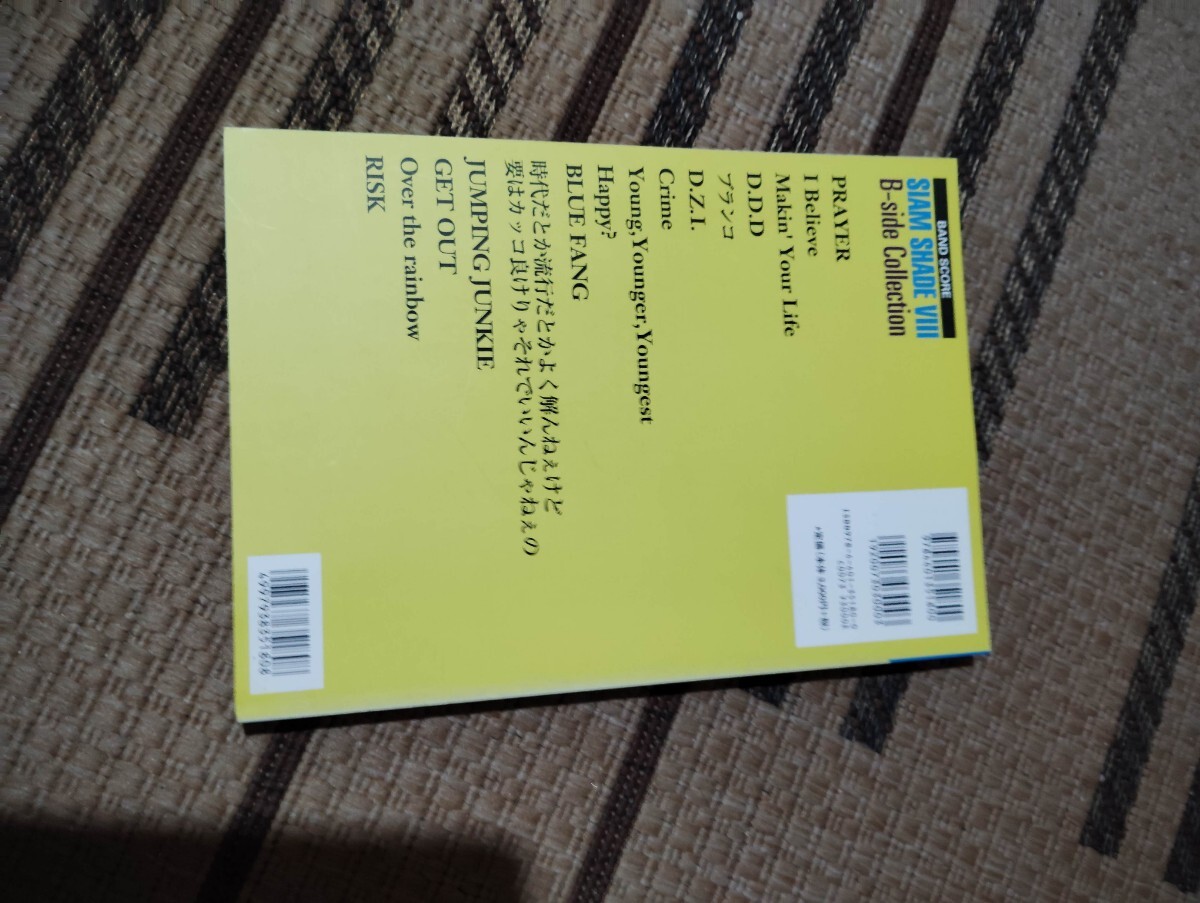 BAND SCORE
SIAM SHADE VIII
B-side Collection
PRAYER
I Believe
Makin' Your Life
D.D.D
ブランコ
D.Z.I.
Crime
Young,Younger,Youngest
Happy?
BLUE FANG
時代だとか流行だとかよく解んねぇけど
要はカッコ良けりゃそれでいいんじゃねぇの
JUMPING JUNKIE
GET OUT
Over the rainbow
RISK
4997938351808